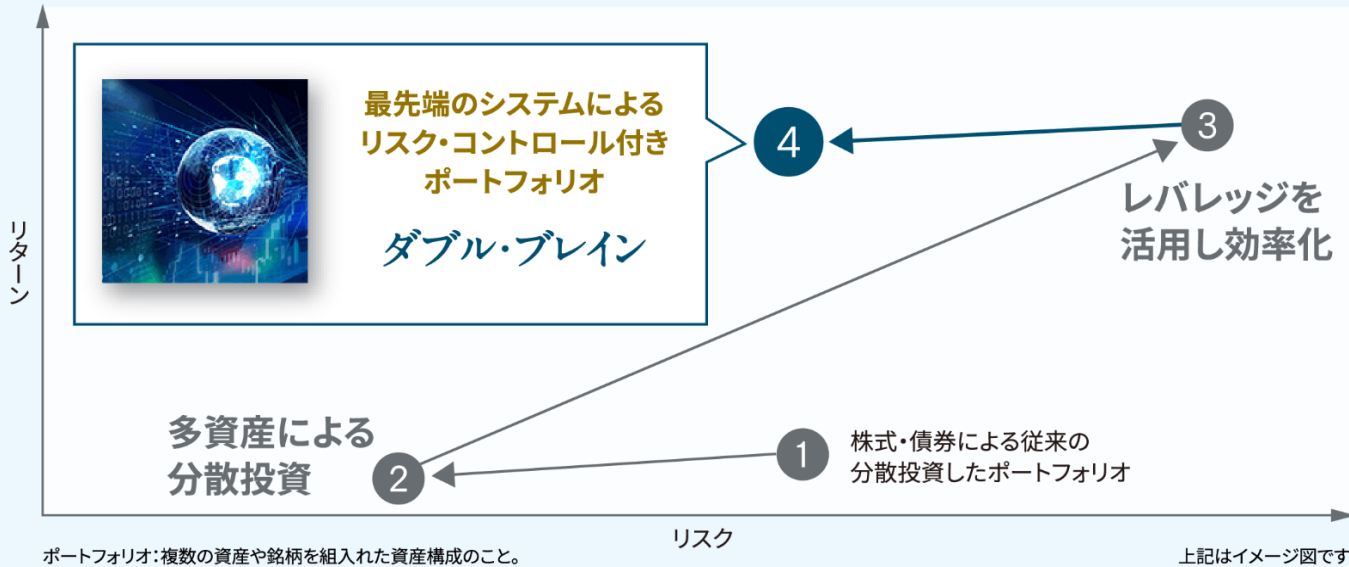 最先端のシステムによる
リスク・コントロール付き
ポートフォリオ
ダブル・ブレイン
4
3
レバレッジを
活用し効率化
リターン
多資産による
分散投資
2
1
株式・債券による従来の
分散投資したポートフォリオ
リスク
ポートフォリオ：複数の資産や銘柄を組入れた資産構成のこと。
上記はイメージ図です